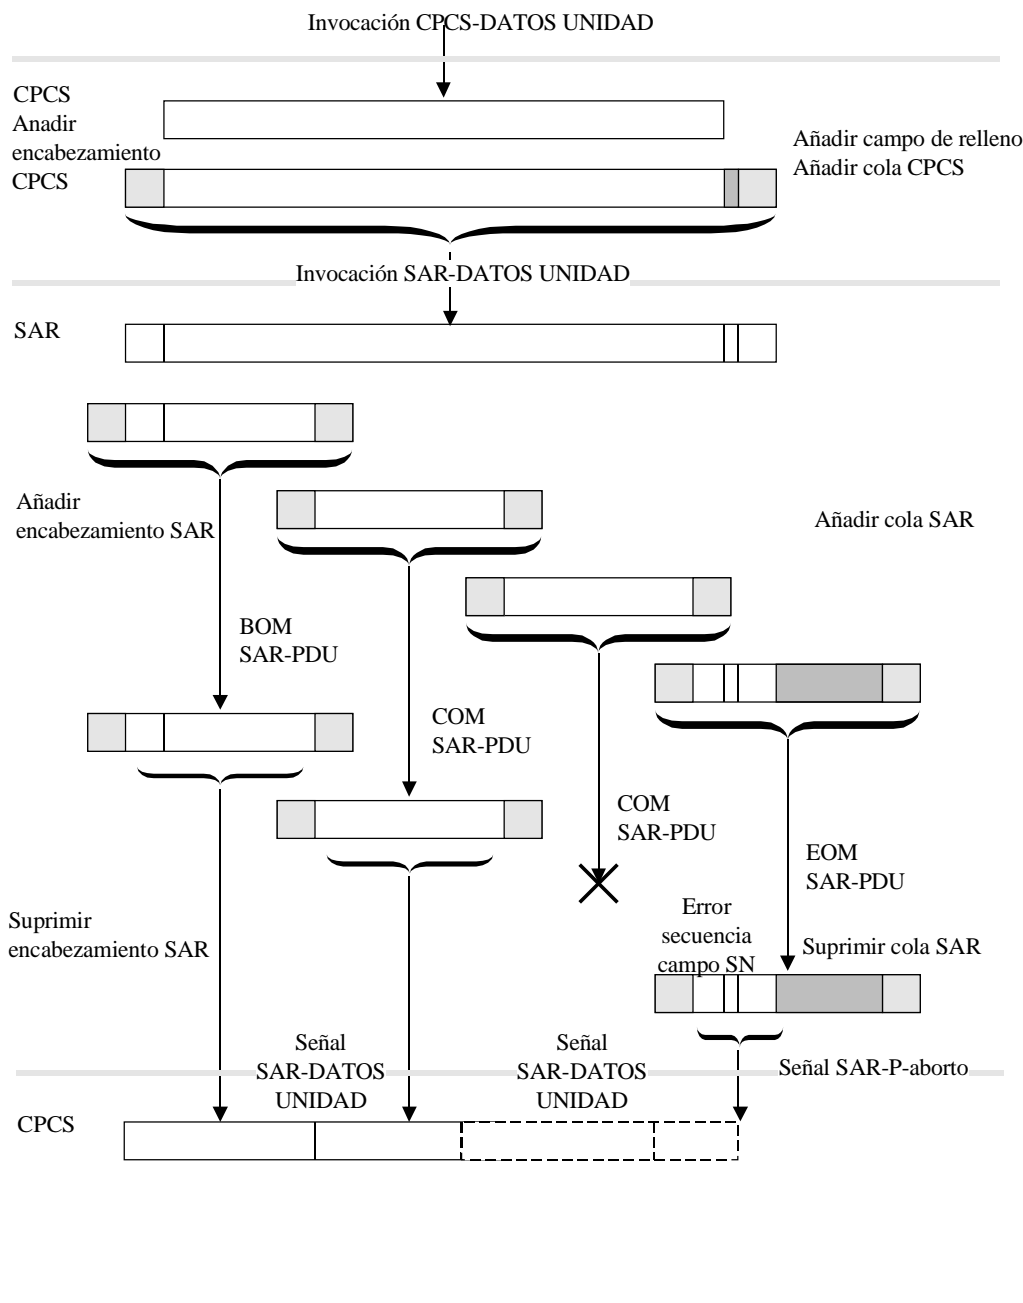 Invocación CPCS-DATOS UNIDAD
CPCS
Anadir
encabezamiento
CPCS
Añadir campo de relleno
Añadir cola CPCS
Invocación SAR-DATOS UNIDAD
SAR
Añadir
encabezamiento SAR
Añadir cola SAR
BOM
SAR-PDU
COM
SAR-PDU
COM
SAR-PDU
EOM
SAR-PDU
Suprimir
encabezamiento SAR
Error
secuencia
campo SN
Suprimir cola SAR
Señal
SAR-DATOS
UNIDAD
Señal
SAR-DATOS
UNIDAD
Señal SAR-P-aborto
CPCS